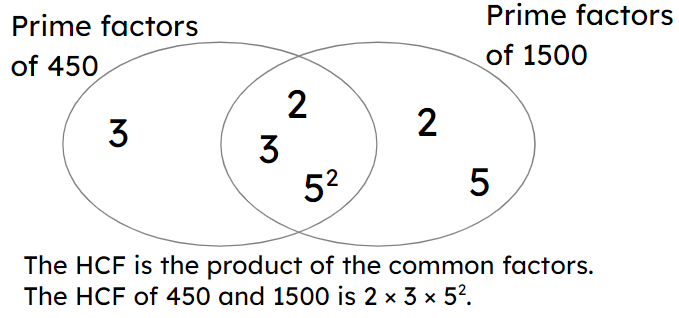 Prime factors
of 450
Prime factors
of 1500
3
2
3
5²
2
5
The HCF is the product of the common factors.
The HCF of 450 and 1500 is 2 × 3 × 5².